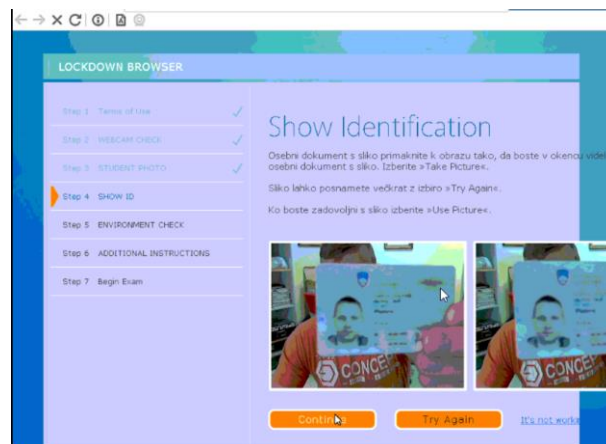 LOCKDOWN BROWSER
Step 1 Terms of Use
Step 2 WEBCAM CHECK
Step 3 STUDENT PHOTO
Step 4 SHOW ID
Step 5 ENVIRONMENT CHECK
Step 6 ADDITIONAL INSTRUCTIONS
Step 7 Begin Exam
Show Identification
Osebni dokument s sliko primaknite k obrazu tako, da boste v okencu
osebni dokument s sliko. Izberite »Take Picture«.
Sliko lahko posnamete večkrat z izbiro »Try Again«.
Ko boste zadovoljni s sliko izberite »Use Picture«.
CONCE
CONCE
Continue
Try Again
It's not